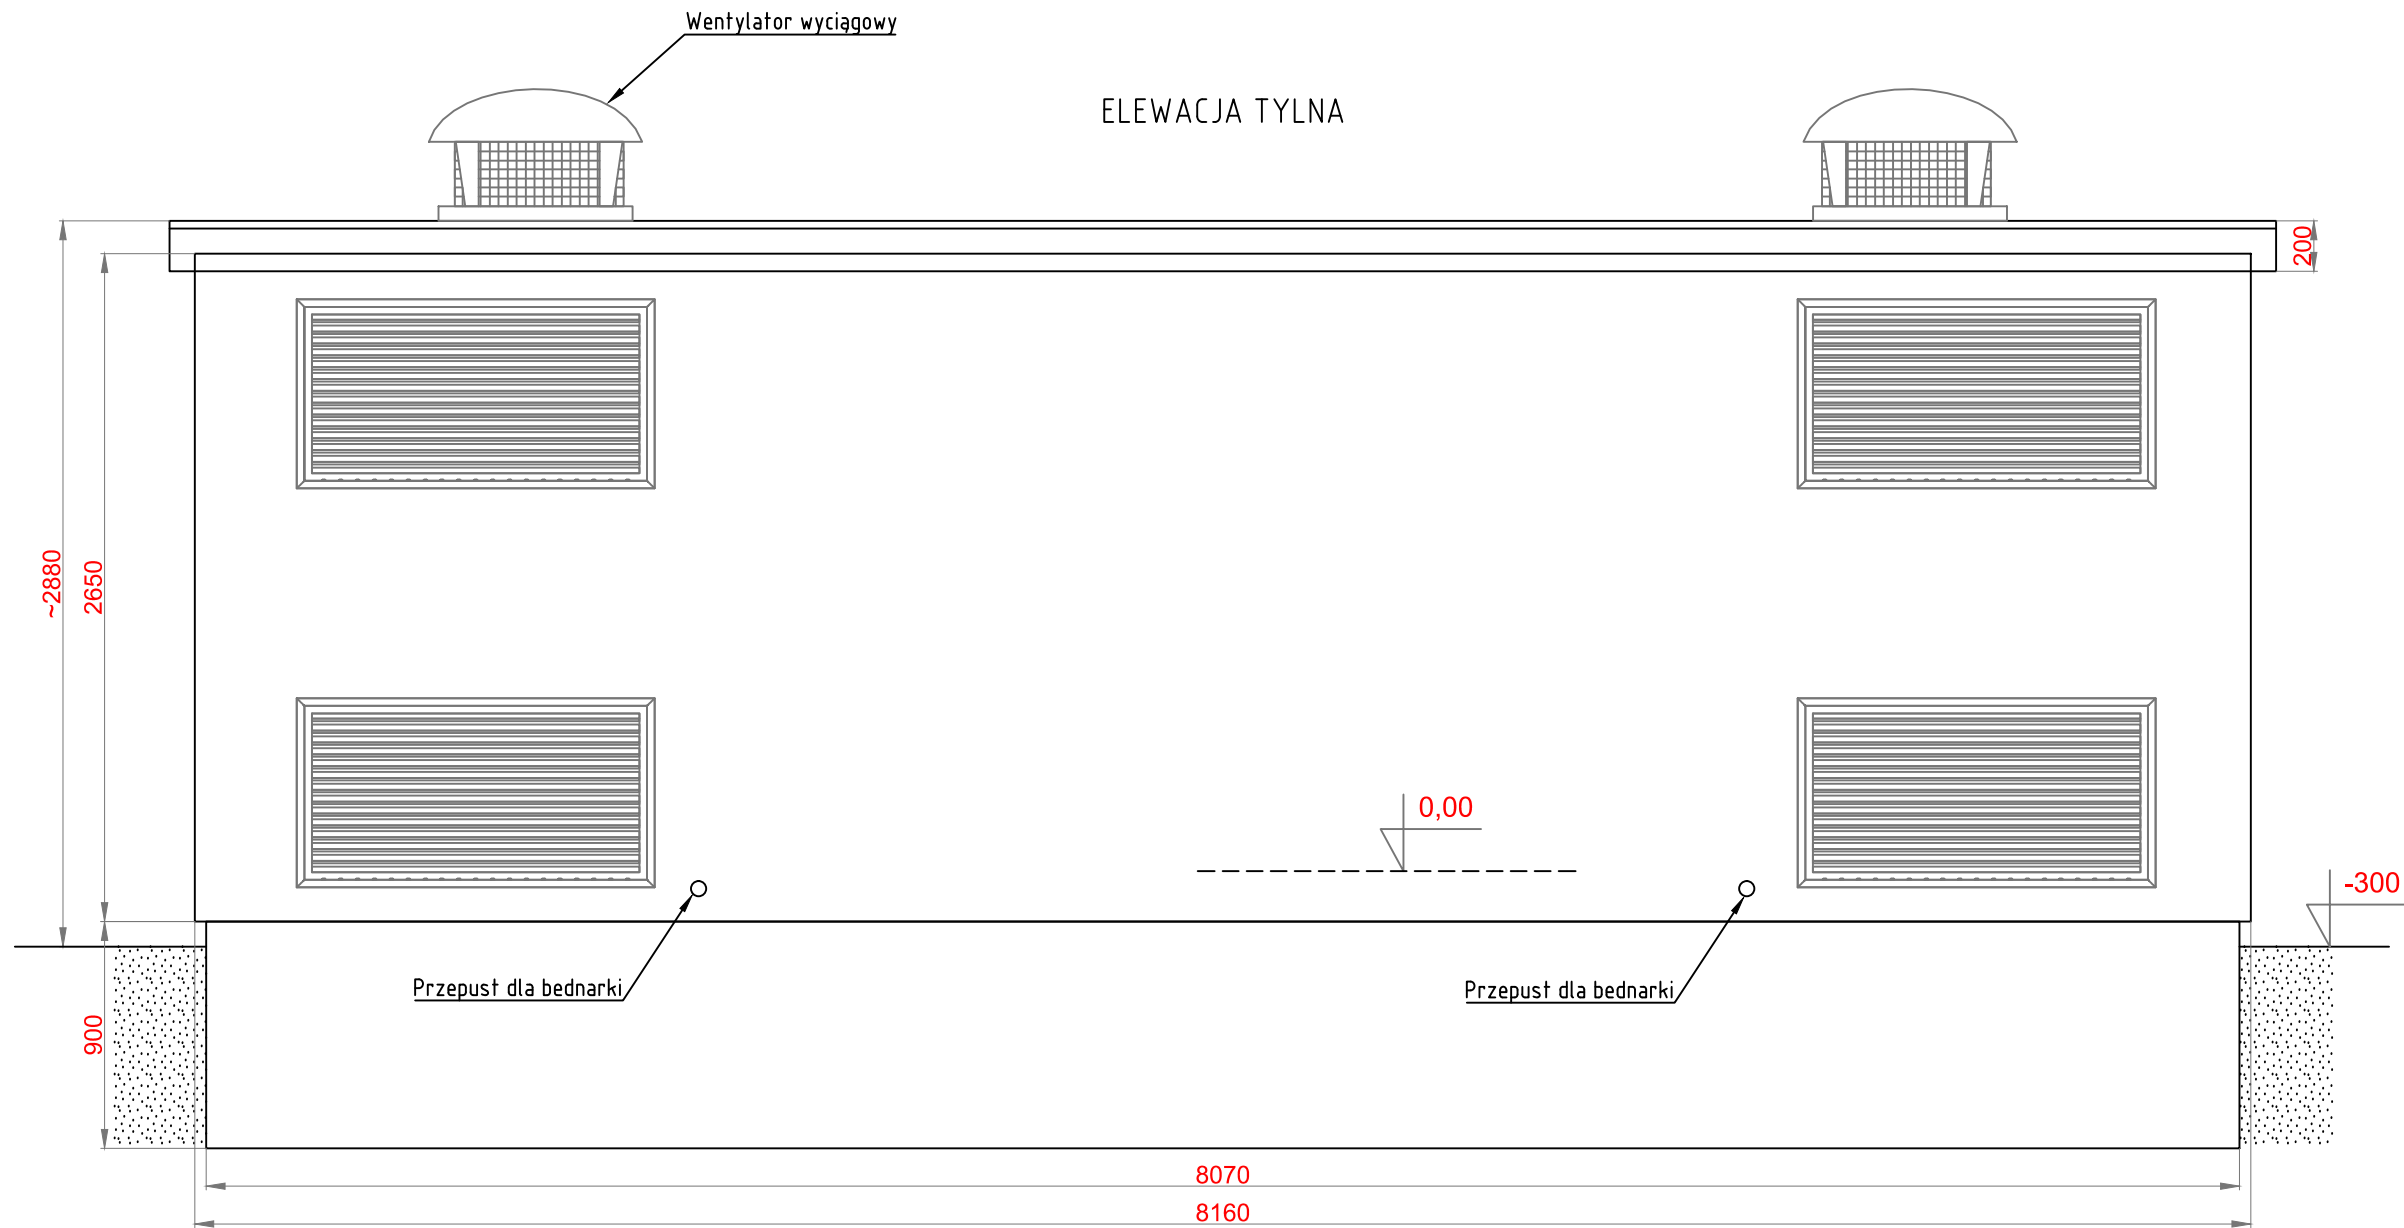 Wentylator wyciągowy
ELEWACJA TYLNA
200
~2880
2650
0,00
-300
Przepust dla bednarki
Przepust dla bednarki
900
8070
8160